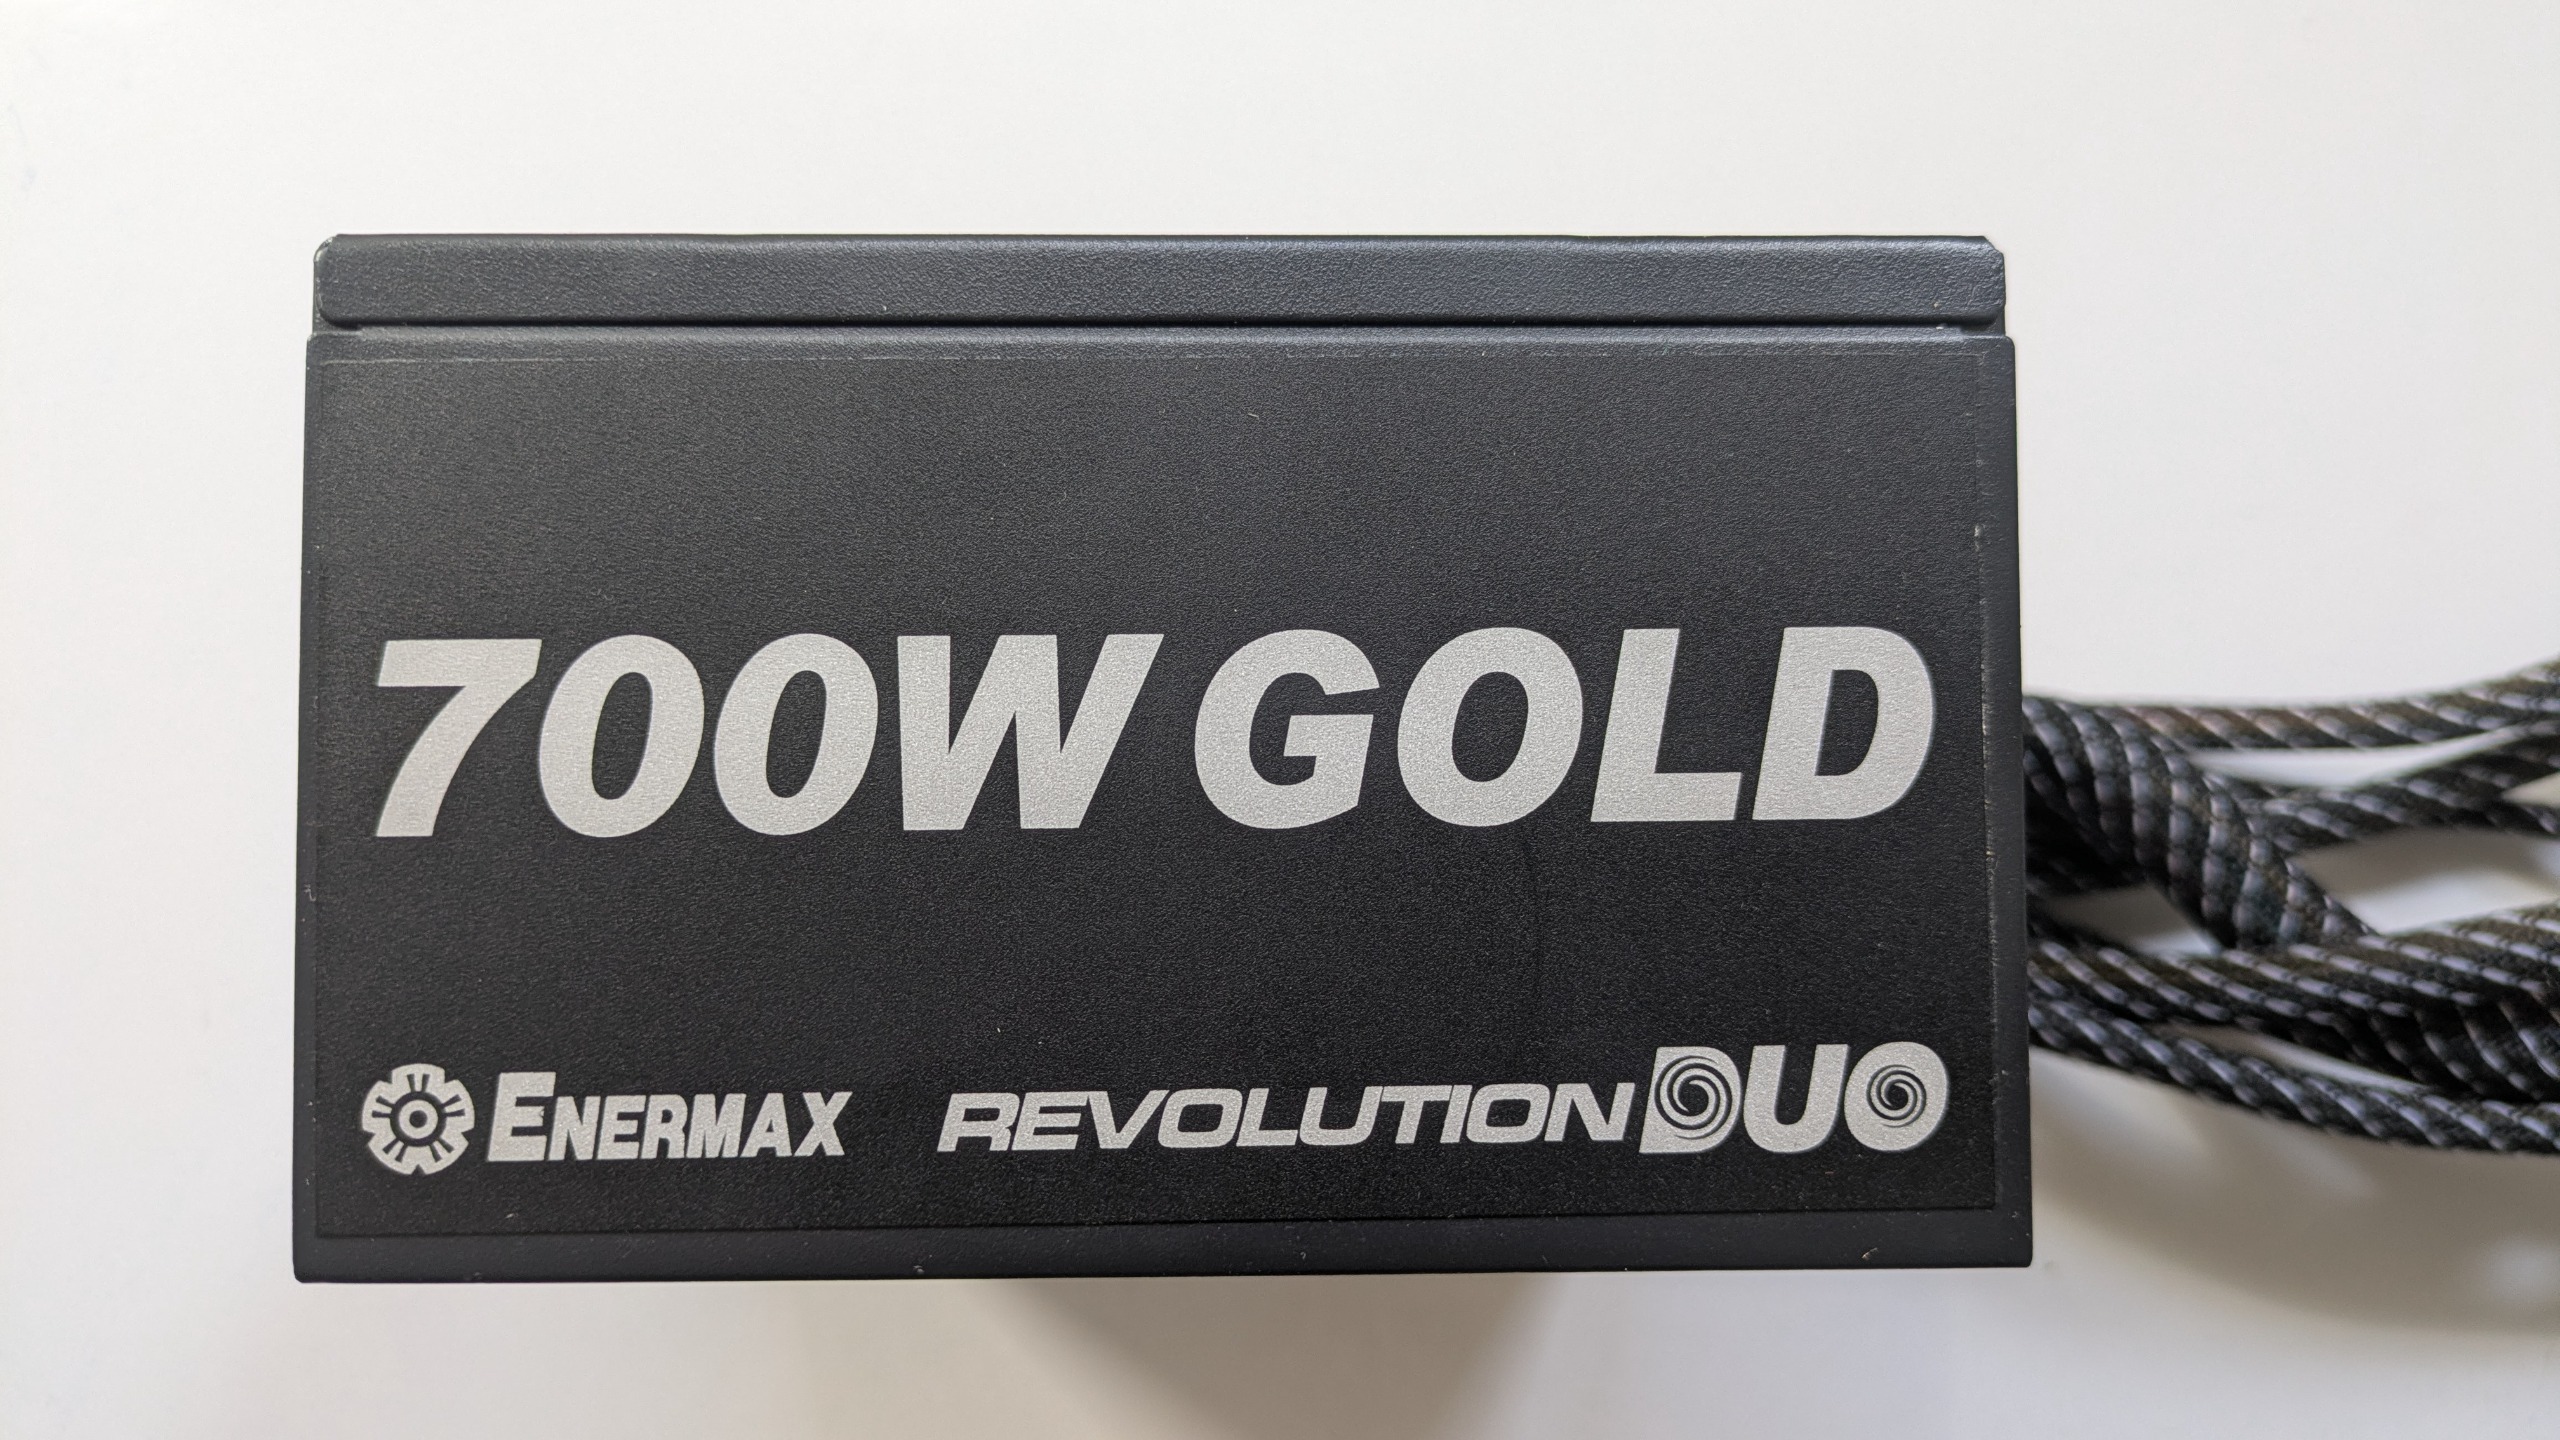 700W GOLD
ENERMAX REVOLUTION DUO